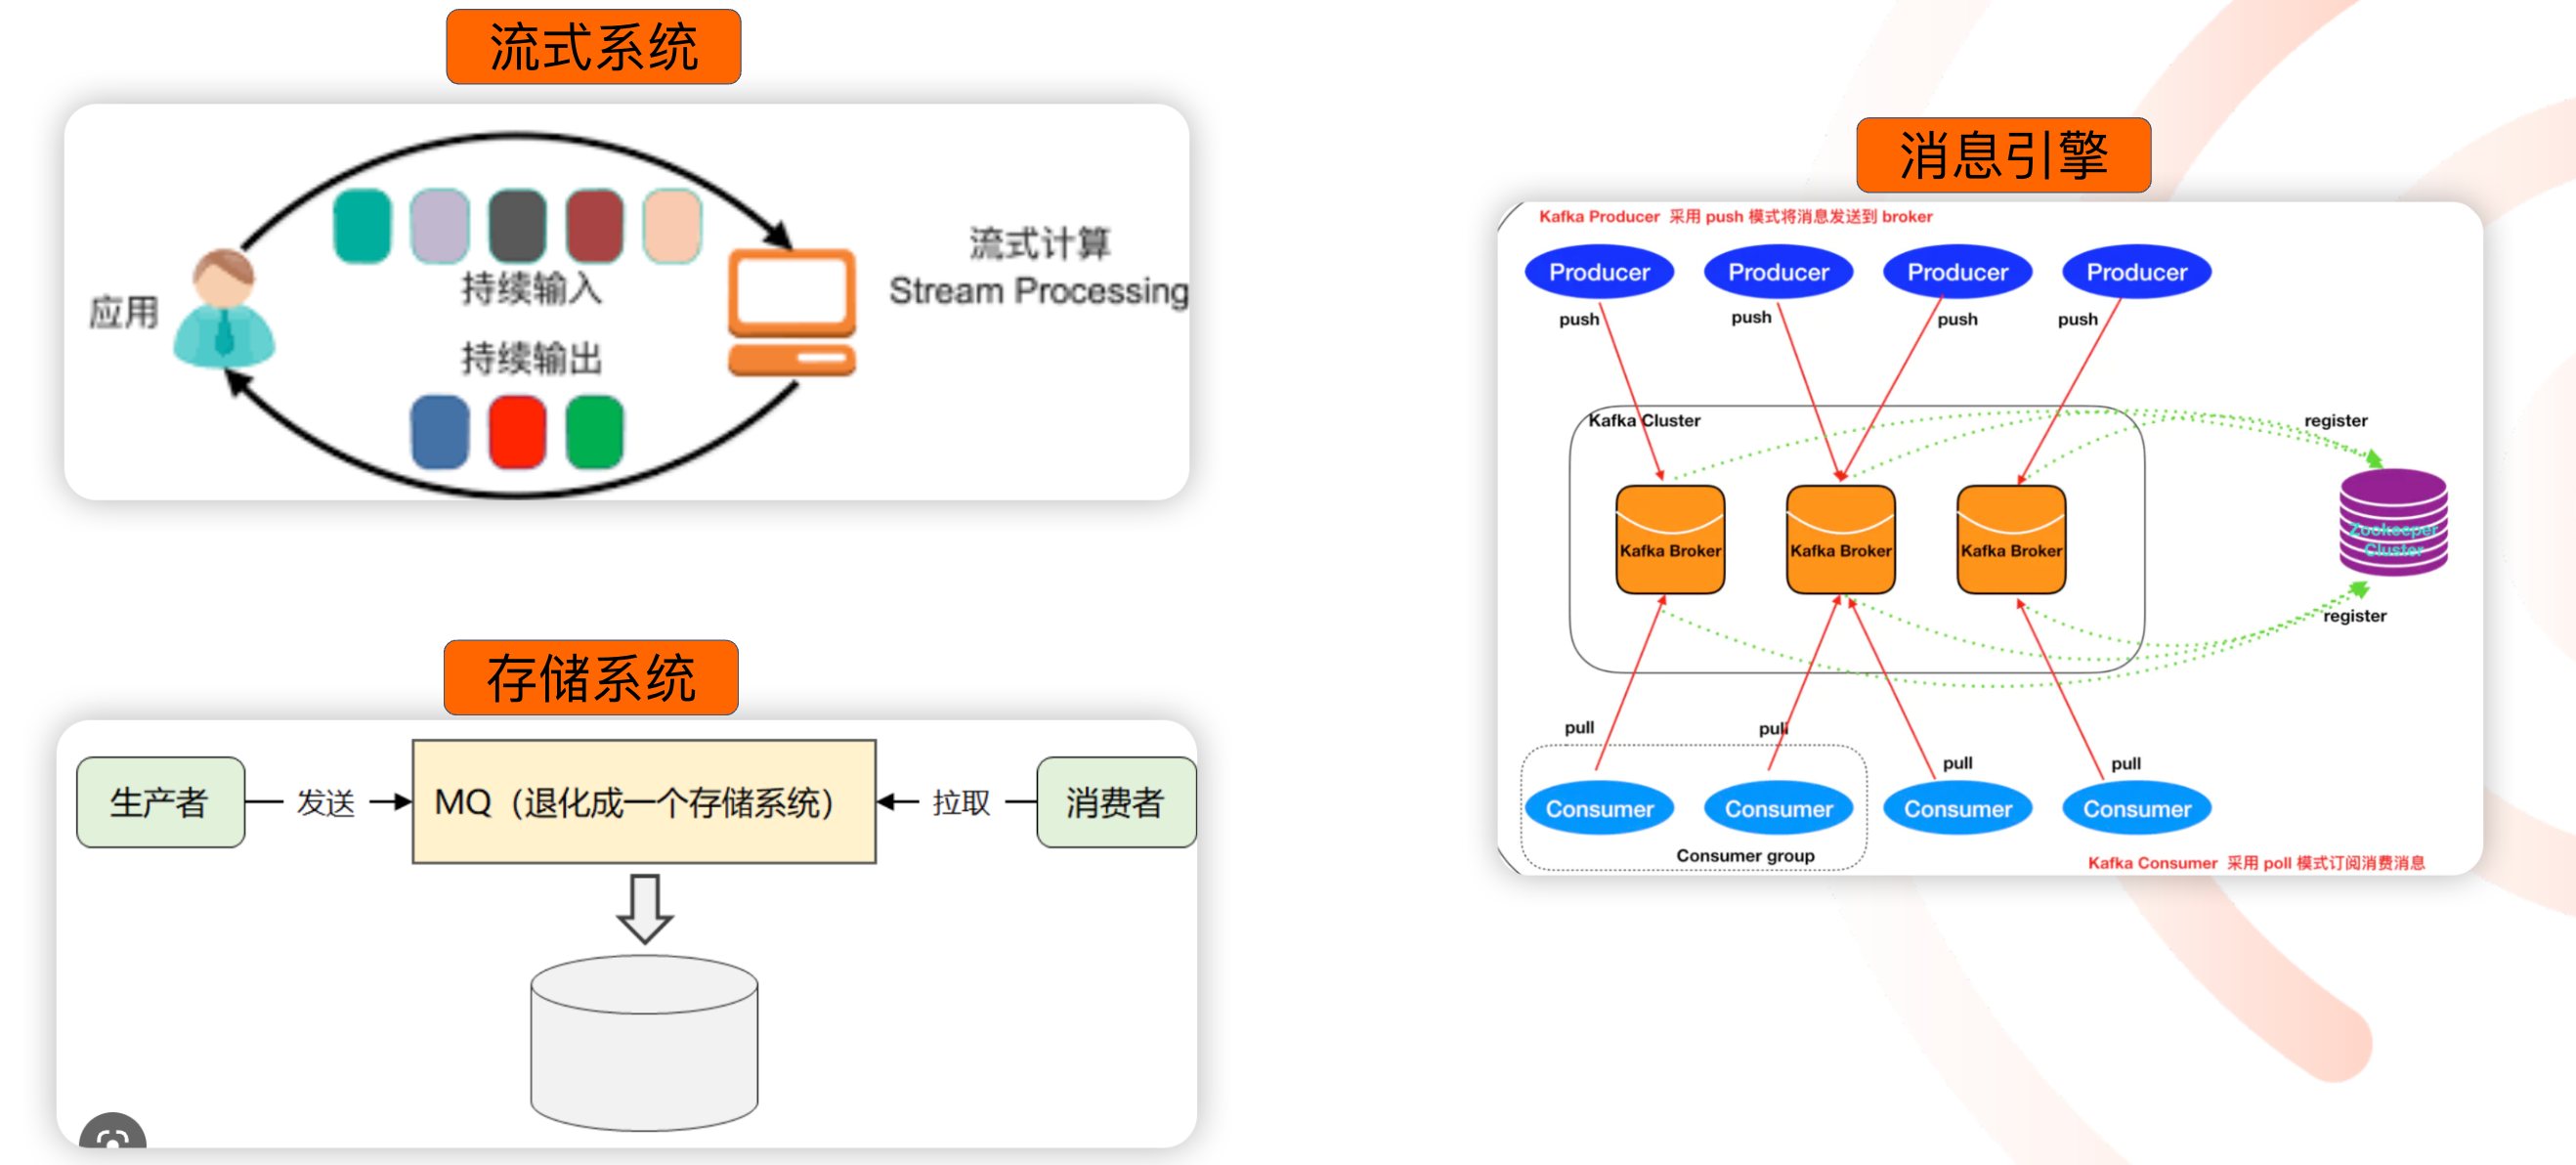 流式系统
应用
持续输入
持续输出
流式计算
Stream Processing
存储系统
生产者
发送
MQ（退化成一个存储系统）
拉取
消费者
消息引擎
Kafka Producer 采用 push 模式将消息发送到 broker
Producer
Producer
Producer
Producer
push
push
push
push
Kafka Cluster
register
Kafka Broker
Kafka Broker
Kafka Broker
Zookeeper
Cluster
register
pull
pull
pull
pull
Consumer
Consumer
Consumer
Consumer
Consumer group
Kafka Consumer 采用 poll 模式订阅消费消息